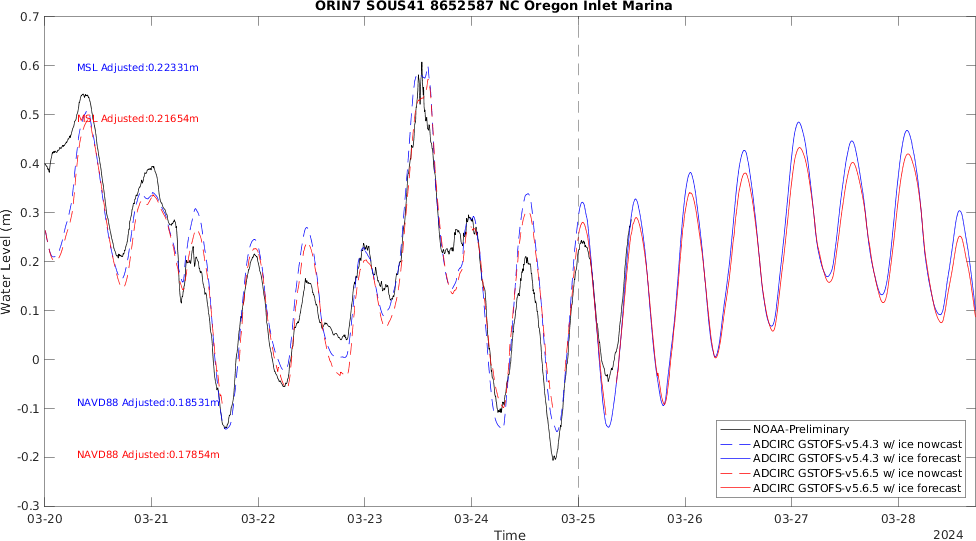 ORIN7 SOUS41 8652587 NC Oregon Inlet Marina
0.7
0.6
0.5
0.4
0.3
0.2
0.1
0
-0.1
-0.2
-0.3
Water Level (m)
MSL Adjusted:0.22331m
MSL Adjusted:0.21654m
NAVD88 Adjusted:0.18531m
NAVD88 Adjusted:0.17854m
NOAA-Preliminary
ADCIRC GSTOFS-v5.4.3 w/ ice nowcast
ADCIRC GSTOFS-v5.4.3 w/ ice forecast
ADCIRC GSTOFS-v5.6.5 w/ ice nowcast
ADCIRC GSTOFS-v5.6.5 w/ ice forecast
03-20 03-21 03-22 03-23 03-24 03-25 03-26 03-27 03-28
Time
2024